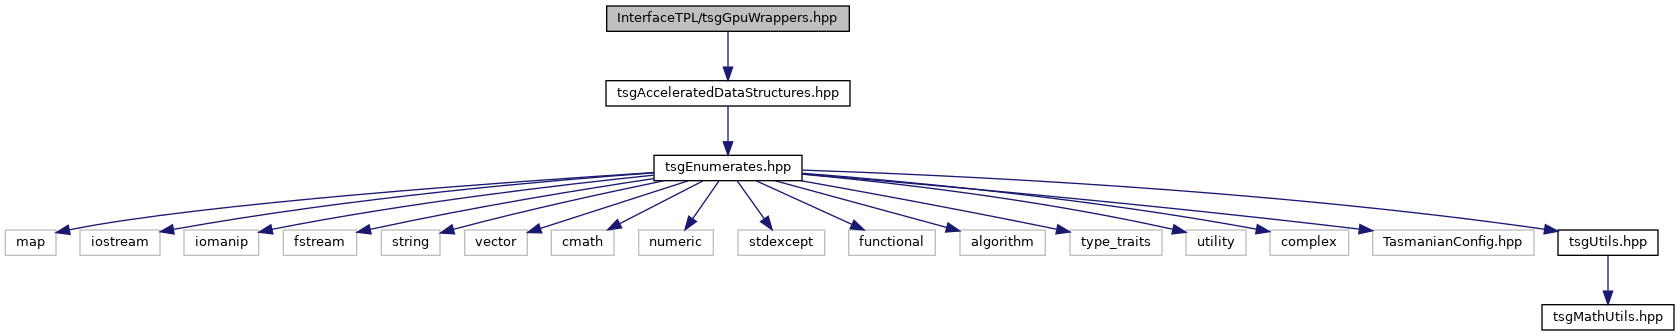 InterfaceTPL/tsgGpuWrappers.hpp
tsgAcceleratedDataStructures.hpp
tsgEnumerates.hpp
map
iostream
iomanip
fstream
string
vector
cmath
numeric
stdexcept
functional
algorithm
type_traits
utility
complex
TasmanianConfig.hpp
tsgUtils.hpp
tsgMathUtils.hpp